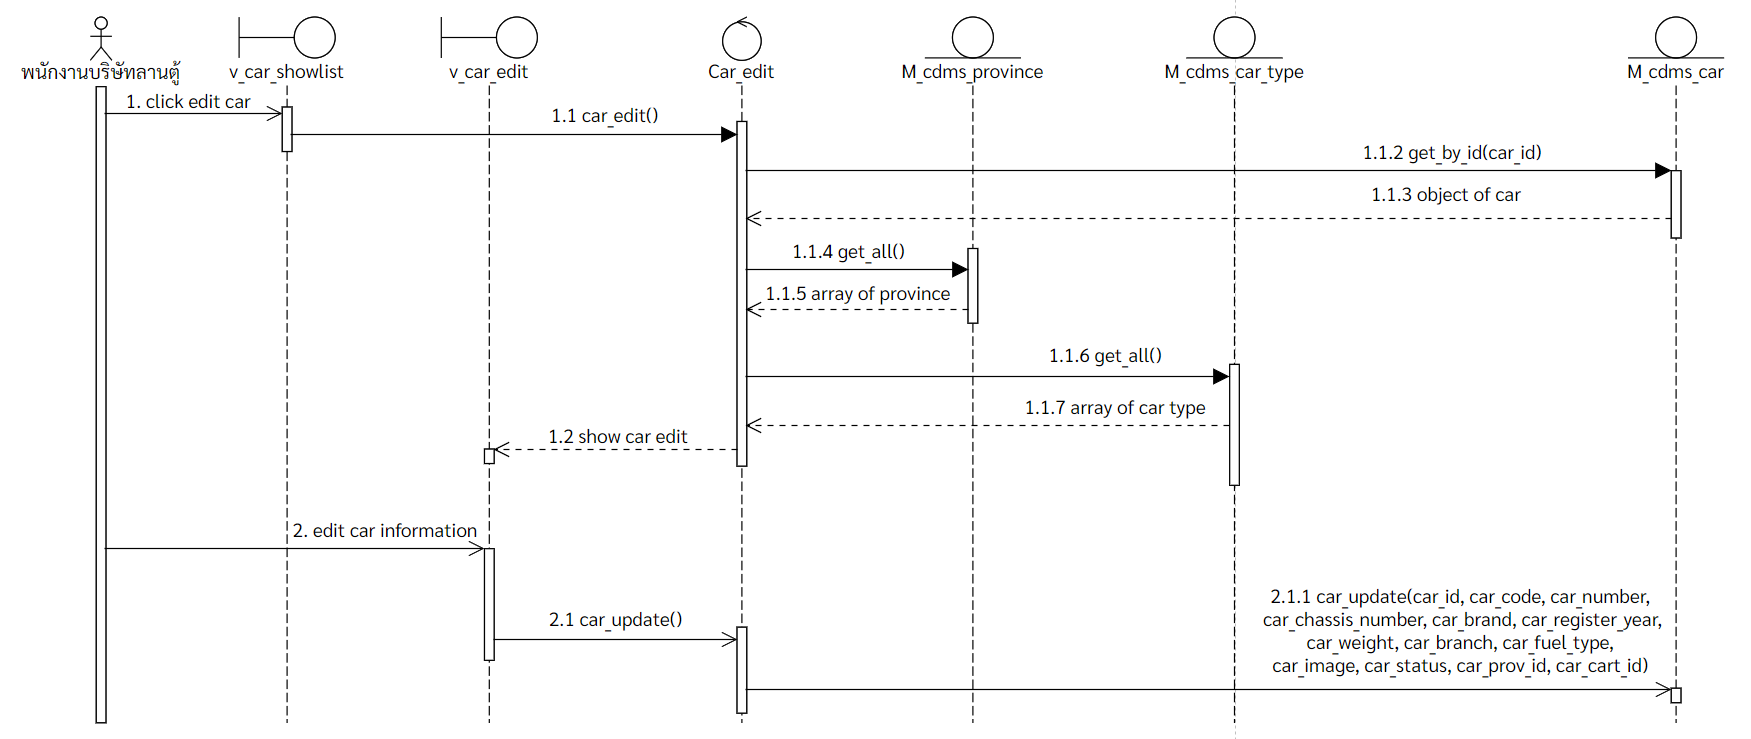 พนักงานบริษัทลานตู้
v_car_showlist
v_car_edit
Car_edit
M_cdms_province
M_cdms_car_type
M_cdms_car
1. click edit car
1.1 car_edit()
1.1.2 get_by_id(car_id)
1.1.3 object of car
1.1.4 get_all()
1.1.5 array of province
1.1.6 get_all()
1.1.7 array of car type
1.2 show car edit
2. edit car information
2.1 car_update()
2.1.1 car_update(car_id, car_code, car_number,
car_chassis_number, car_brand, car_register_year,
car_weight, car_branch, car_fuel_type,
car_image, car_status, car_prov_id, car_cart_id)